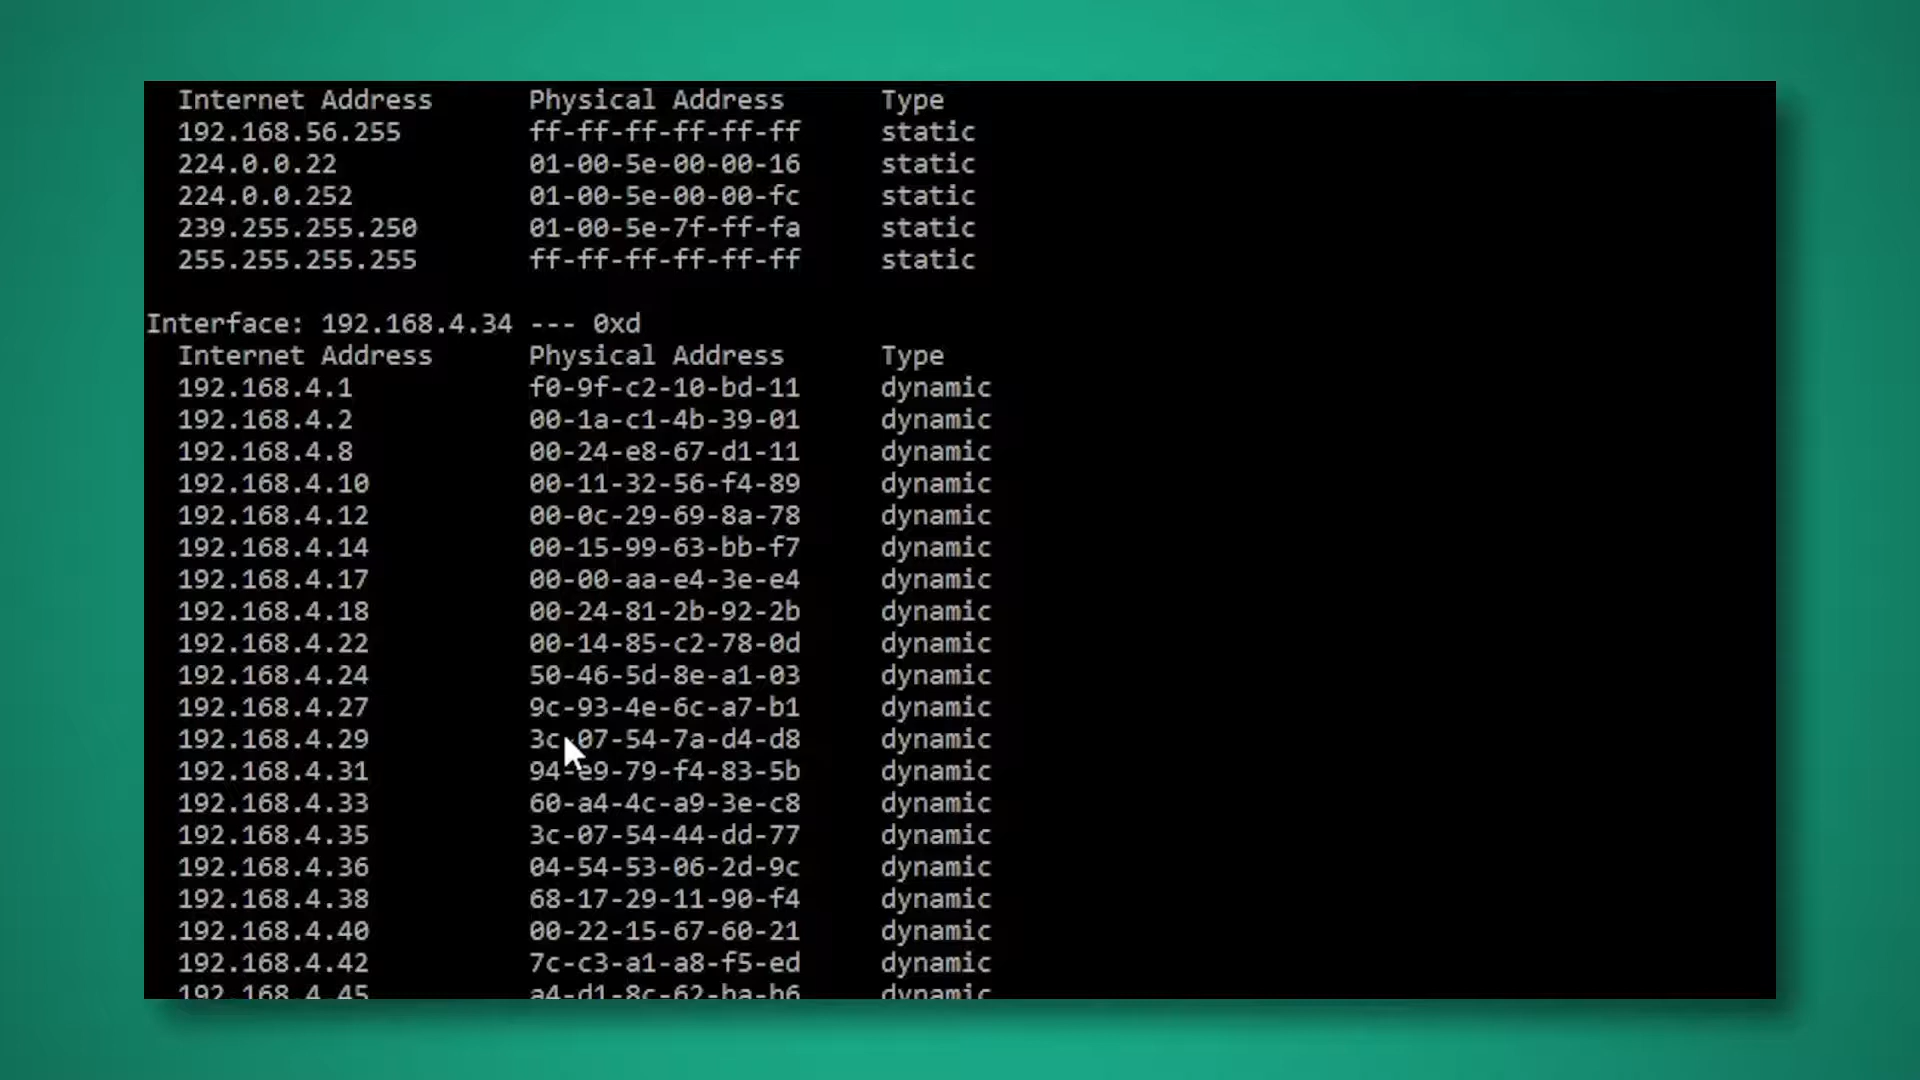 Internet Address Physical Address Type
192.168.56.255 ff-ff-ff-ff-ff-ff static
224.0.0.22 01-00-5e-00-00-16 static
224.0.0.252 01-00-5e-00-00-fc static
239.255.255.250 01-00-5e-7f-ff-fa static
255.255.255.255 ff-ff-ff-ff-ff-ff static
Interface: 192.168.4.34 --- 0xd
Internet Address Physical Address Type
192.168.4.1 f0-9f-c2-10-bd-11 dynamic
192.168.4.2 00-1a-c1-4b-39-01 dynamic
192.168.4.8 00-24-e8-67-d1-11 dynamic
192.168.4.10 00-11-32-56-f4-89 dynamic
192.168.4.12 00-0c-29-69-8a-78 dynamic
192.168.4.14 00-15-99-63-bb-f7 dynamic
192.168.4.17 00-00-aa-e4-3e-e4 dynamic
192.168.4.18 00-24-81-2b-92-2b dynamic
192.168.4.22 00-14-85-c2-78-0d dynamic
192.168.4.24 50-46-5d-8e-a1-03 dynamic
192.168.4.27 9c-93-4e-6c-a7-b1 dynamic
192.168.4.29 3c-07-54-7a-d4-d8 dynamic
192.168.4.31 94-e9-79-f4-83-5b dynamic
192.168.4.33 60-a4-4c-a9-3e-c8 dynamic
192.168.4.35 3c-07-54-44-dd-77 dynamic
192.168.4.36 04-54-53-06-2d-9c dynamic
192.168.4.38 68-17-29-11-90-f4 dynamic
192.168.4.40 00-22-15-67-60-21 dynamic
192.168.4.42 7c-c3-a1-a8-f5-ed dynamic
192.168.4.45 a4-d1-8c-62-ba-b6 dynamic